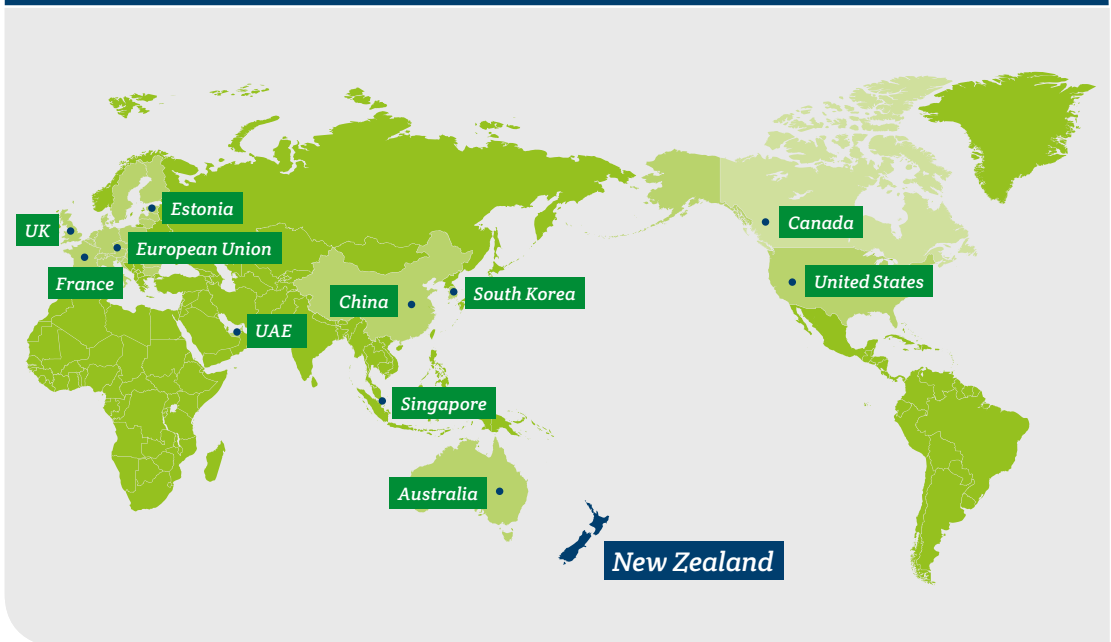 Estonia
UK
European Union
France
China
South Korea
UAE
Singapore
Australia
New Zealand
Canada
United States